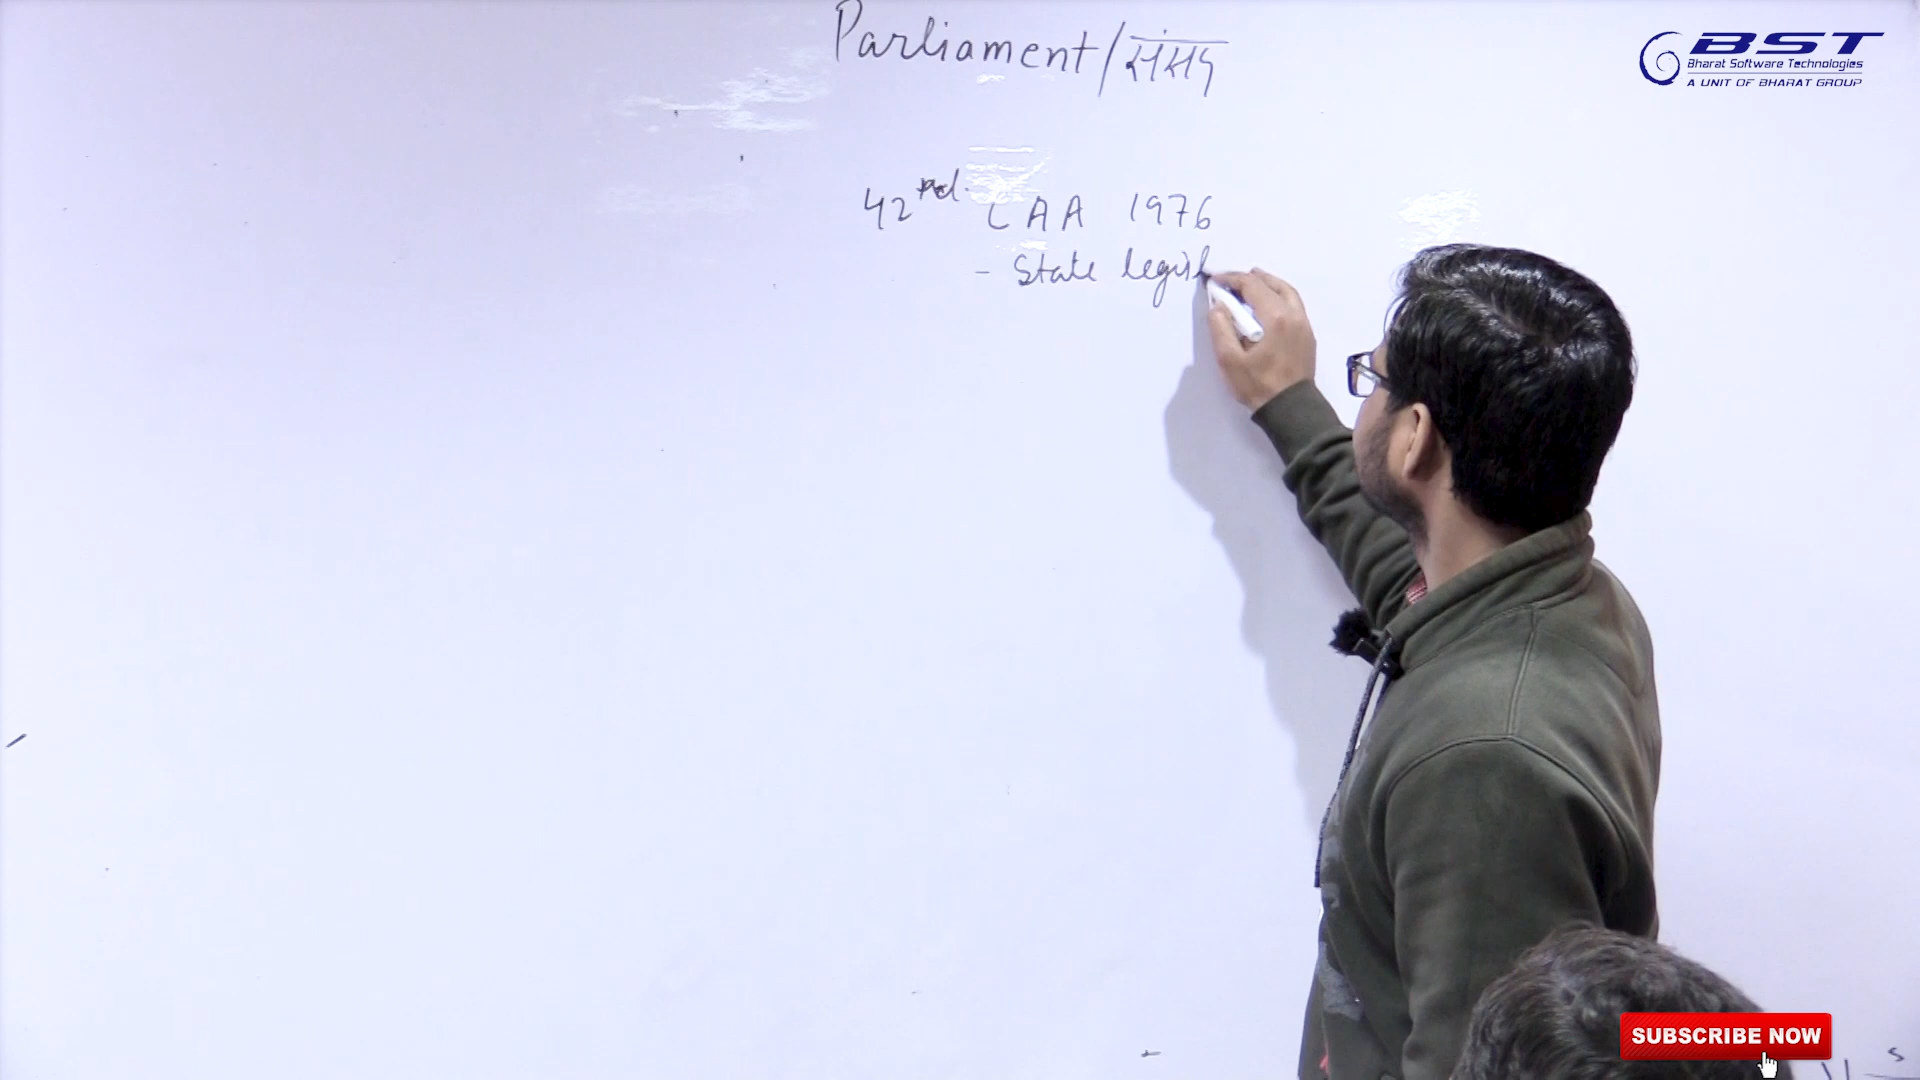 Parliament/संसद
42nd CAA 1976
- State legisl
BST
Bharat Software Technologies
A UNIT OF BHARAT GROUP
SUBSCRIBE NOW